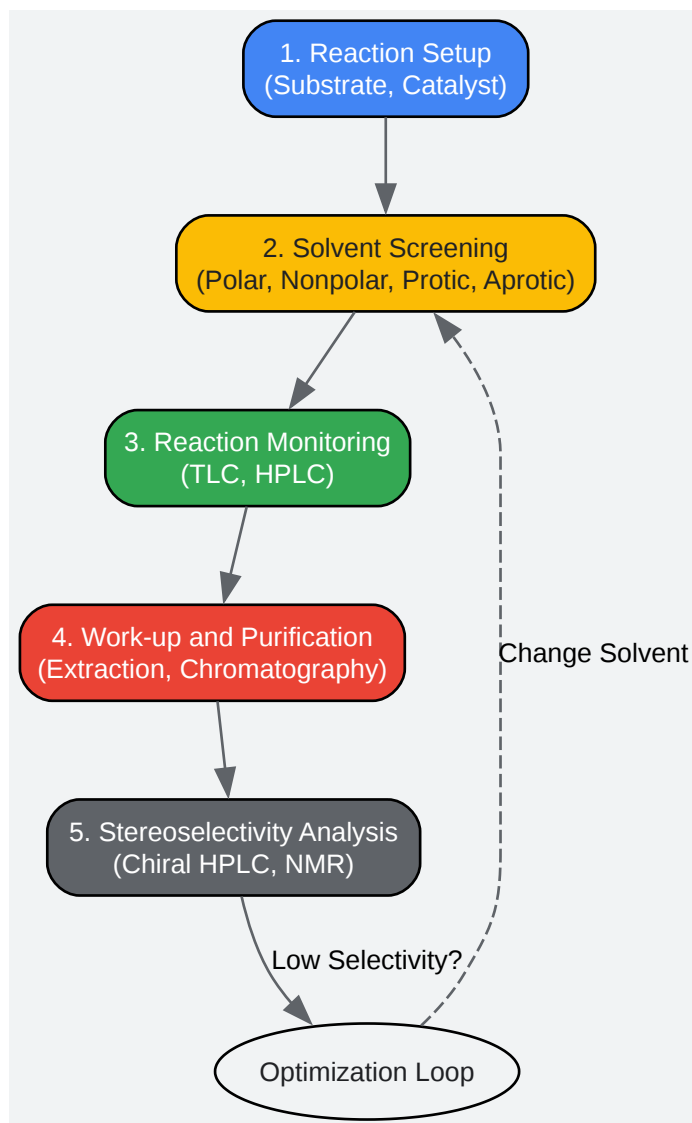 1. Reaction Setup
(Substrate, Catalyst)
2. Solvent Screening
(Polar, Nonpolar, Protic, Aprotic)
3. Reaction Monitoring
(TLC, HPLC)
4. Work-up and Purification
(Extraction, Chromatography)
Change Solvent
5. Stereoselectivity Analysis
(Chiral HPLC, NMR)
Low Selectivity?
Optimization Loop